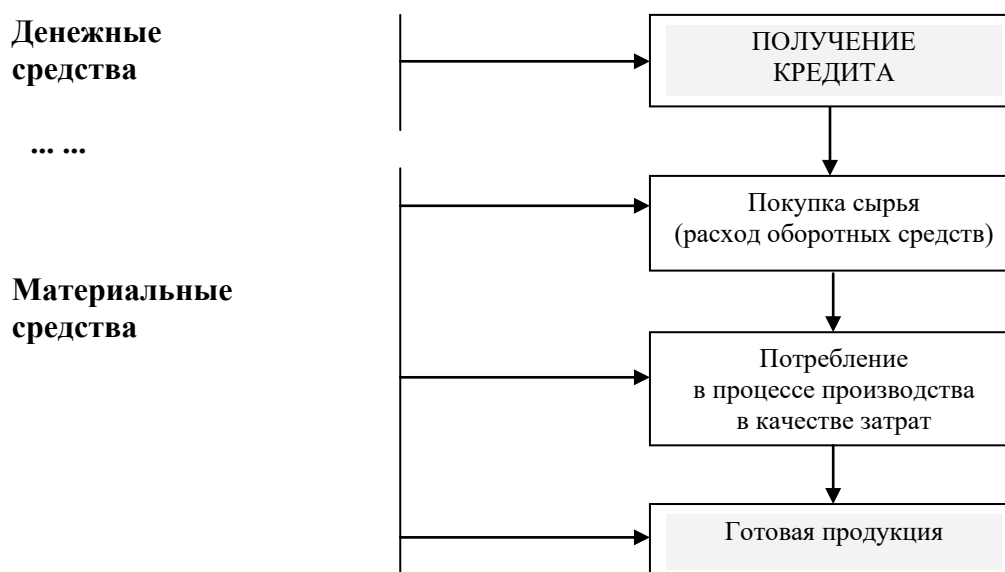 Денежные
средства
... ...
Материальные
средства
ПОЛУЧЕНИЕ
КРЕДИТА
Покупка сырья
(расход оборотных средств)
Потребление
в процессе производства
в качестве затрат
Готовая продукция